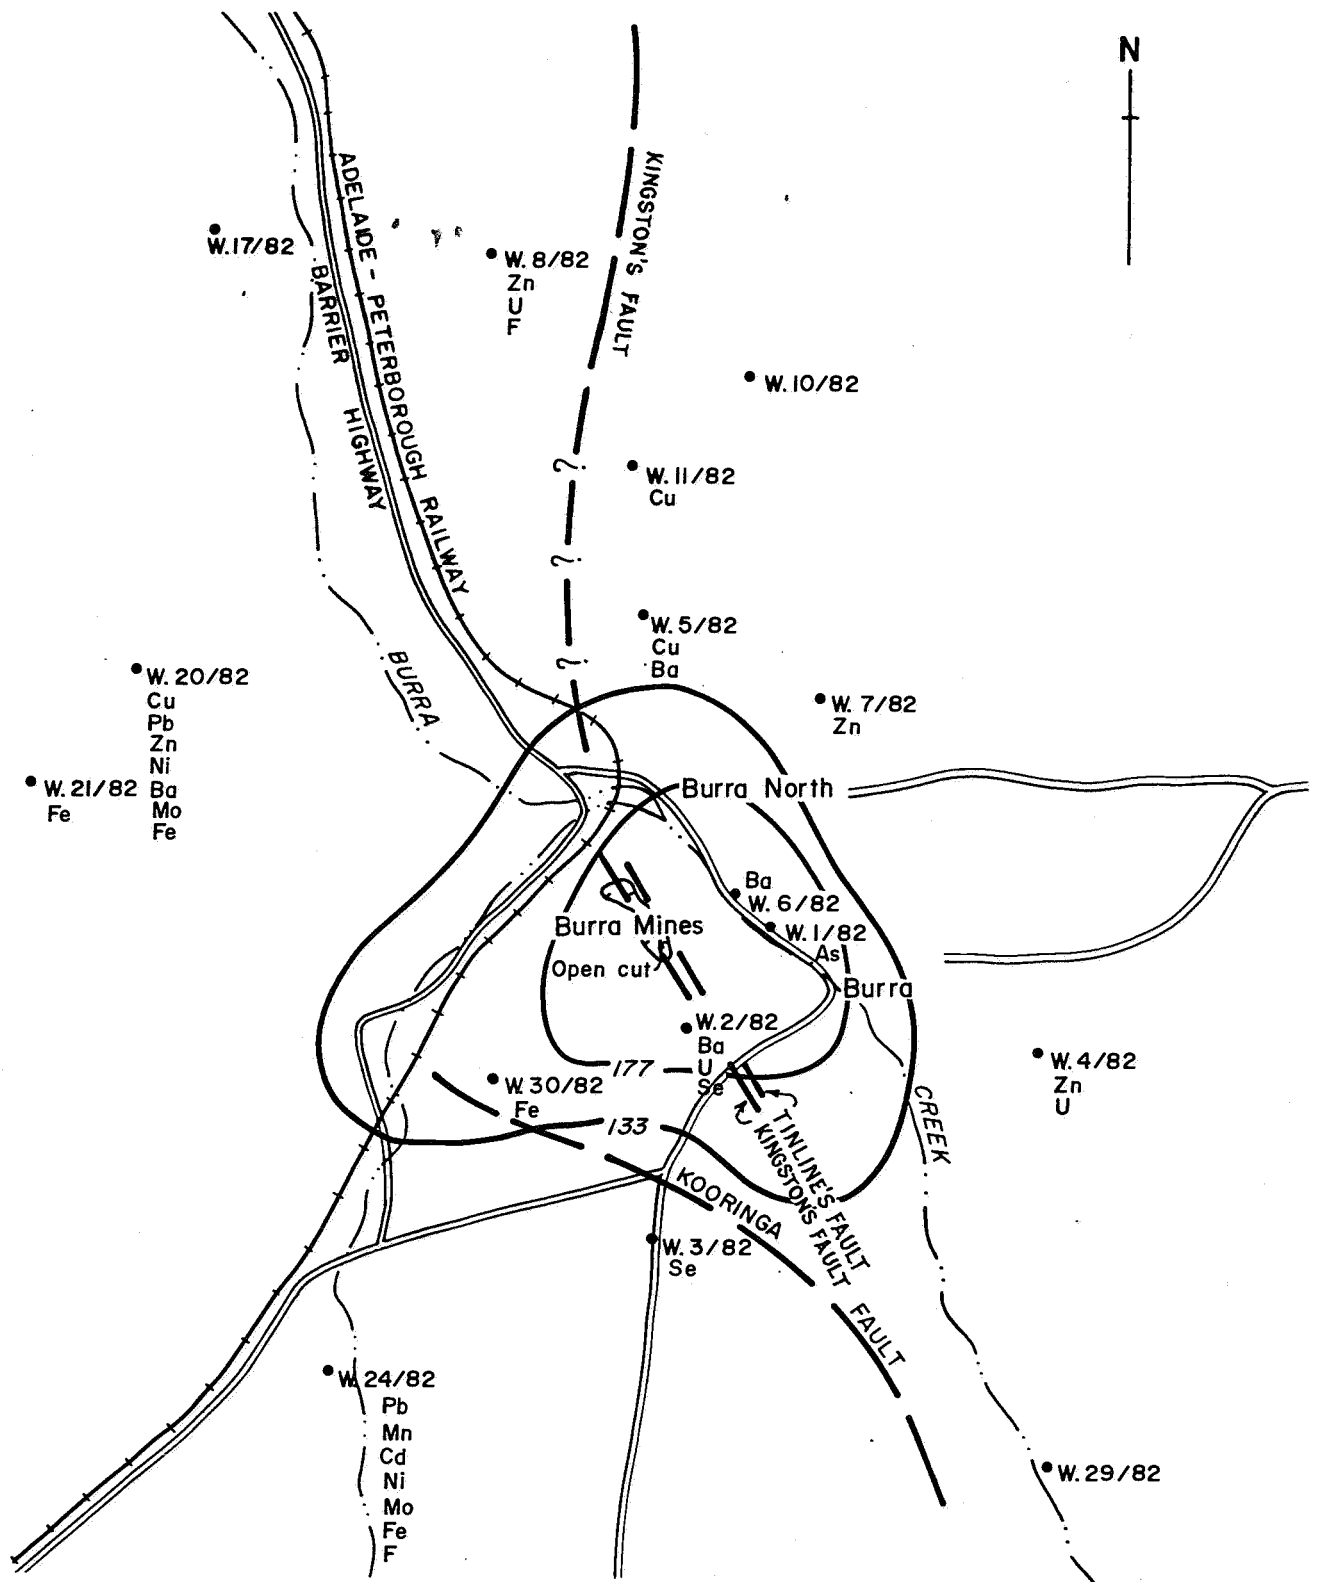 N
KINGSTON'S FAULT
ADELAIDE - PETERBOROUGH RAILWAY
BARRIER HIGHWAY
W.17/82
W. 8/82
Zn
U
F
W. 10/82
?
W. 11/82
Cu
?
W. 5/82
Cu
Ba
?
BURRA
W. 20/82
Cu
Pb
Zn
Ni
Ba
Mo
Fe
W. 7/82
Zn
W. 21/82
Fe
Burra North
Ba
W. 6/82
Burra Mines
W. 1/82
As
Open cut
Burra
W. 2/82
Ba
U
Se
177
W. 4/82
Zn
U
W. 30/82
Fe
133
CREEK
TINLINE'S FAULT
KINGSTONS FAULT
KOORINGA FAULT
W. 3/82
Se
W. 24/82
Pb
Mn
Cd
Ni
Mo
Fe
F
W. 29/82